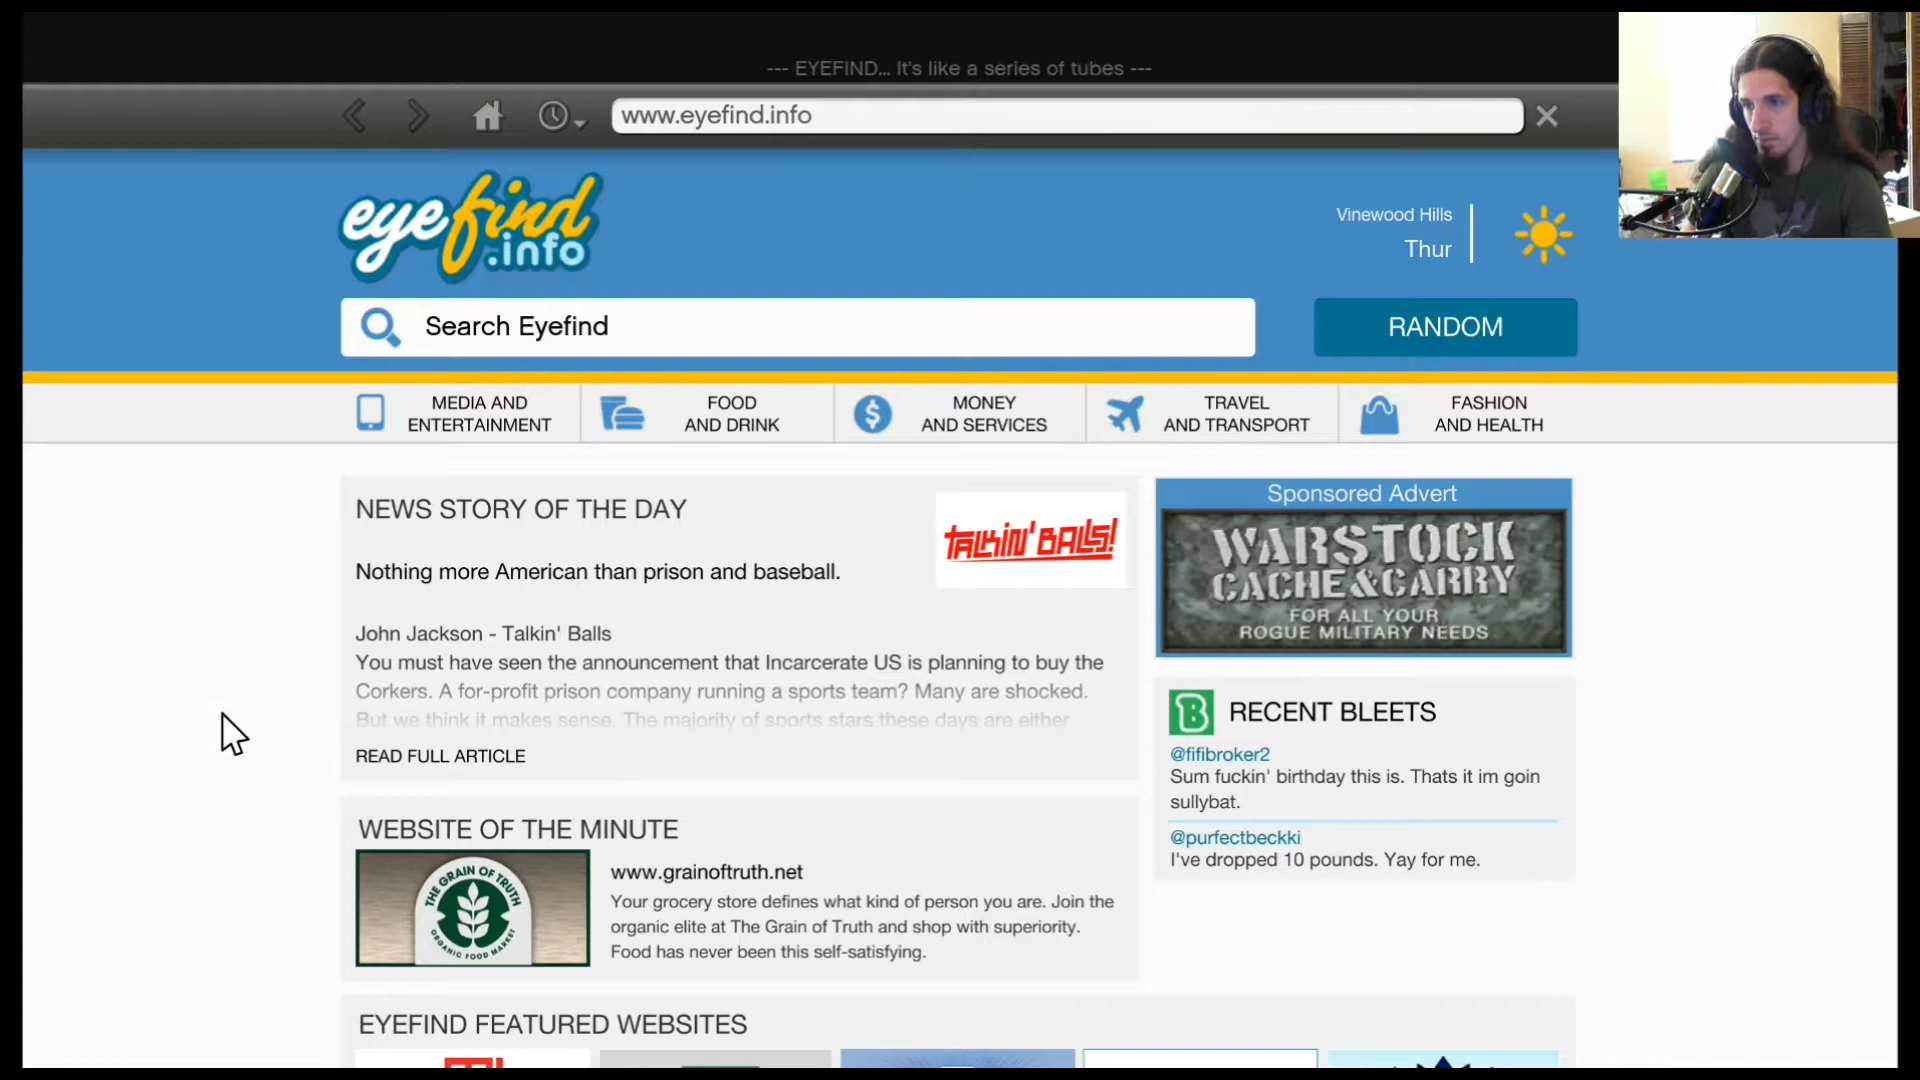 --- EYEFIND... It's like a series of tubes ---
www.eyefind.info
eyefind
.info
Vinewood Hills
Thur
Search Eyefind
RANDOM
MEDIA AND
ENTERTAINMENT
FOOD
AND DRINK
MONEY
AND SERVICES
TRAVEL
AND TRANSPORT
FASHION
AND HEALTH
NEWS STORY OF THE DAY
TALKIN' BALLS!
Nothing more American than prison and baseball.
John Jackson - Talkin' Balls
You must have seen the announcement that Incarcerate US is planning to buy the
Corkers. A for-profit prison company running a sports team? Many are shocked.
But we think it makes sense. The majority of sports stars these days are either
READ FULL ARTICLE
Sponsored Advert
WARSTOCK
CACHE&CARRY
FOR ALL YOUR
ROGUE MILITARY NEEDS
B RECENT BLEETS
@fifibroker2
Sum fuckin' birthday this is. Thats it im goin
sullybat.
@purfectbeckki
I've dropped 10 pounds. Yay for me.
WEBSITE OF THE MINUTE
THE GRAIN OF TRUTH
ORGANIC FOOD MARKET
www.grainoftruth.net
Your grocery store defines what kind of person you are. Join the
organic elite at The Grain of Truth and shop with superiority.
Food has never been this self-satisfying.
EYEFIND FEATURED WEBSITES